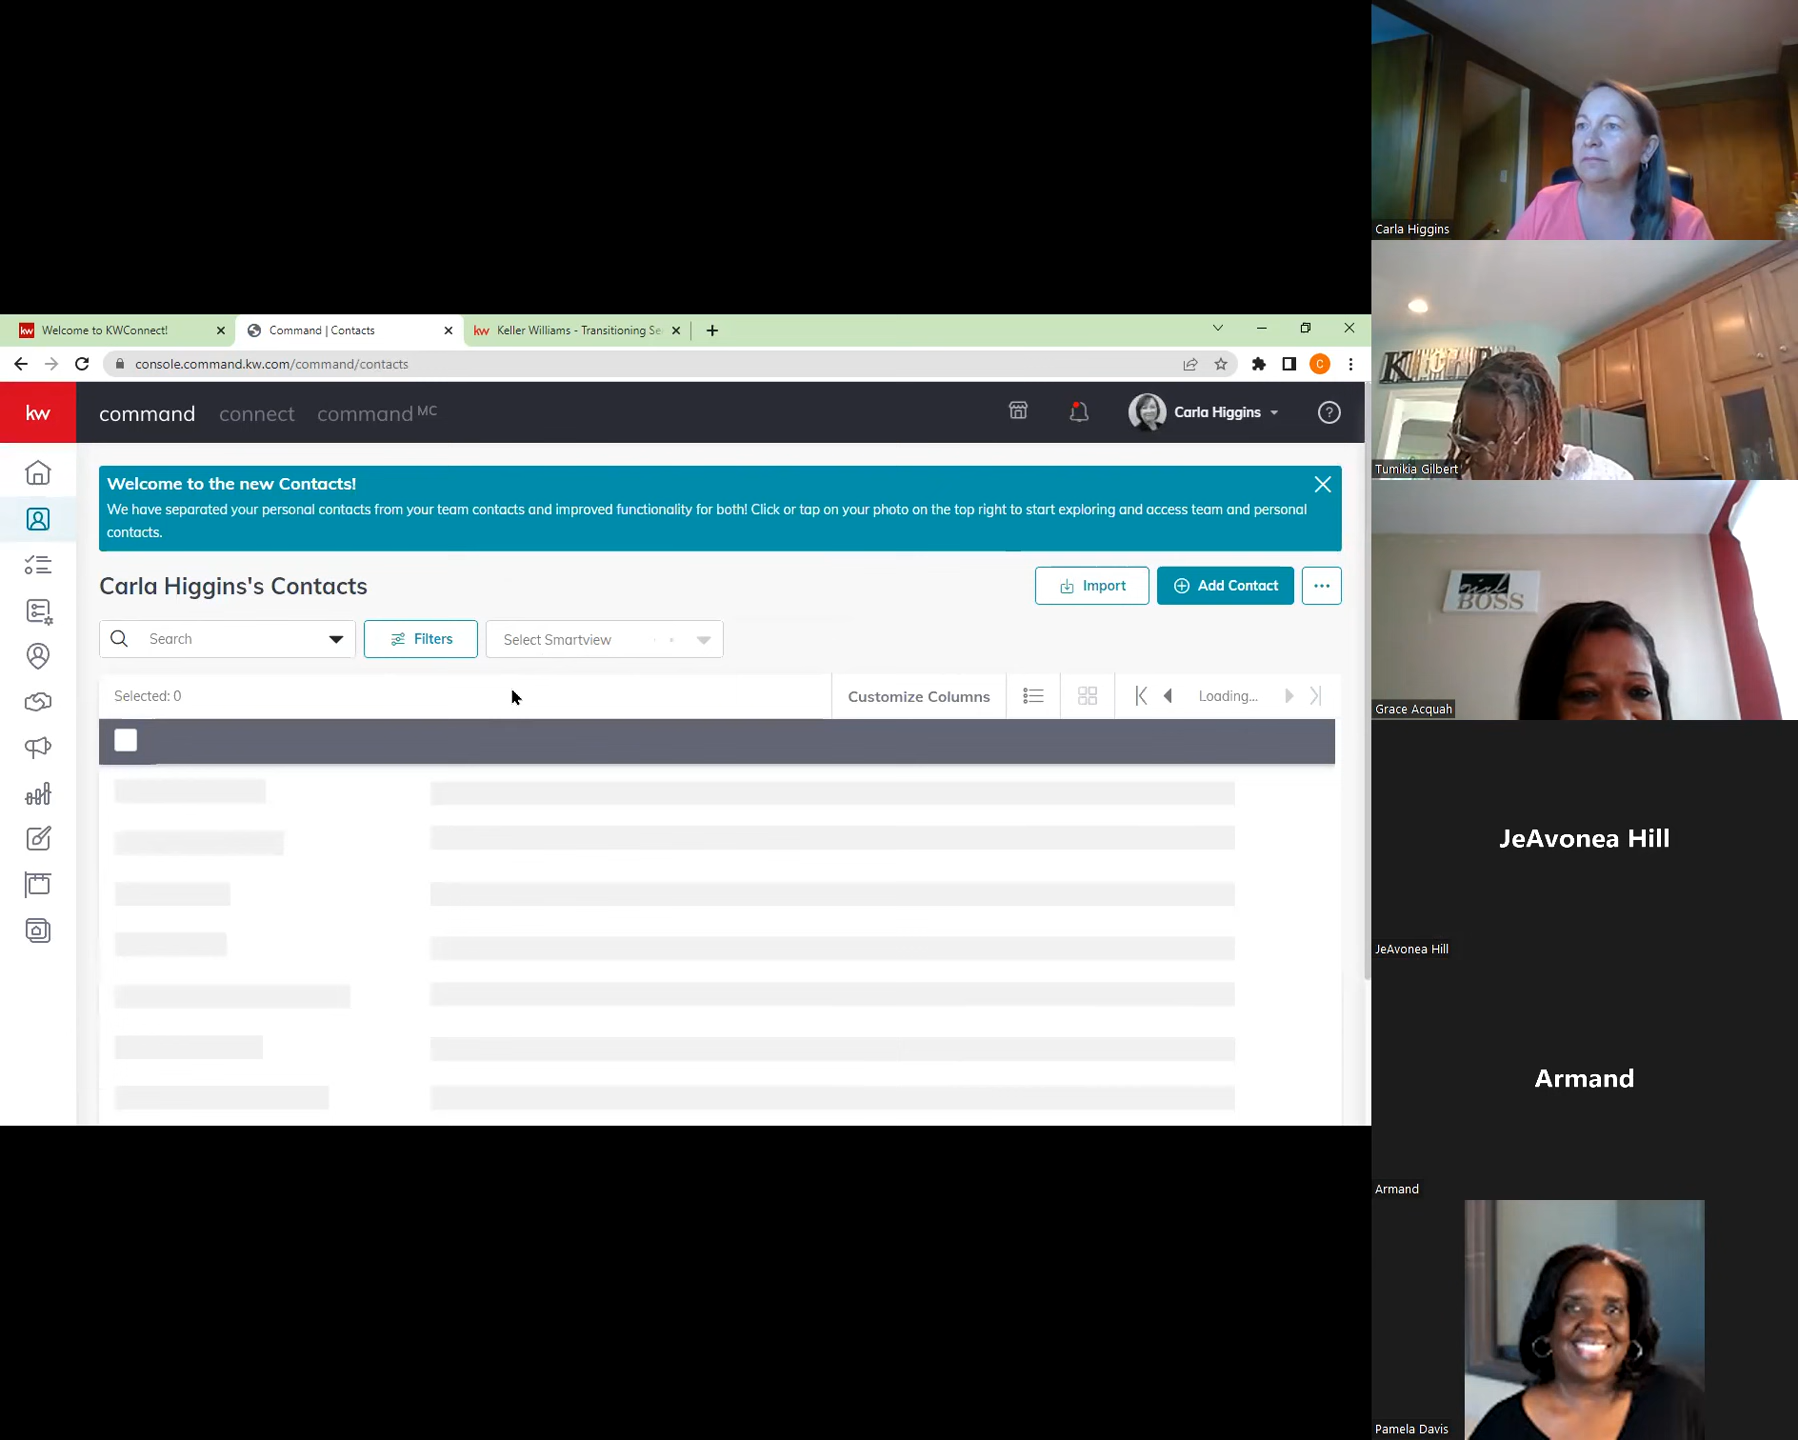 Welcome to KWConnect!
Command | Contacts
kw Keller Williams - Transitioning Se
console.command.kw.com/command/contacts
C
kw command connect command MC
Carla Higgins
Welcome to the new Contacts!
We have separated your personal contacts from your team contacts and improved functionality for both! Click or tap on your photo on the top right to start exploring and access team and personal
contacts.
Carla Higgins's Contacts
Import
Add Contact
Search
Filters
Select Smartview
Selected: 0
Customize Columns
Loading...
Carla Higgins
Tumikia Gilbert
girl
BOSS
Grace Acquah
JeAvonea Hill
JeAvonea Hill
Armand
Armand
Pamela Davis